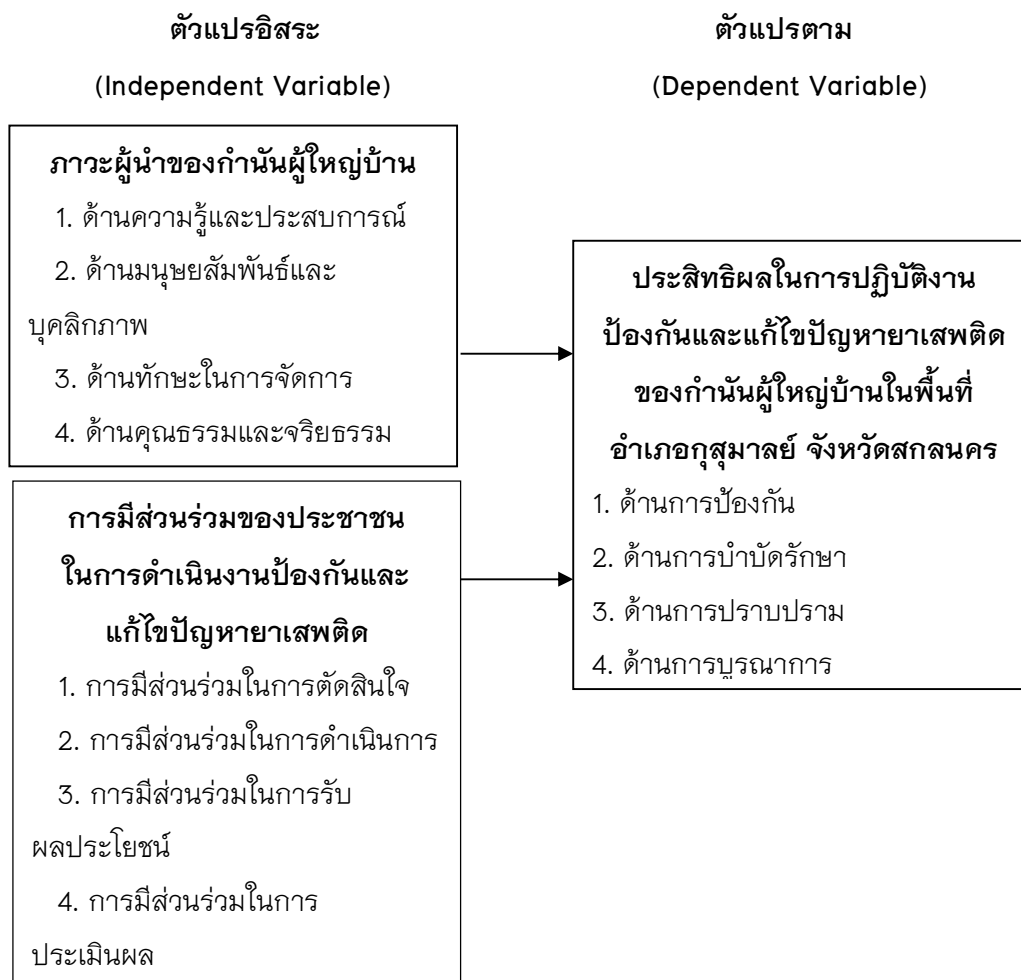 ตัวแปรอิสระ
(Independent Variable)
ภาวะผู้นำของกำนันผู้ใหญ่บ้าน
1. ด้านความรู้และประสบการณ์
2. ด้านมนุษยสัมพันธ์และ
บุคลิกภาพ
3. ด้านทักษะในการจัดการ
4. ด้านคุณธรรมและจริยธรรม
การมีส่วนร่วมของประชาชน
ในการดำเนินงานป้องกันและ
แก้ไขปัญหายาเสพติด
1. การมีส่วนร่วมในการตัดสินใจ
2. การมีส่วนร่วมในการดำเนินการ
3. การมีส่วนร่วมในการรับ
ผลประโยชน์
4. การมีส่วนร่วมในการ
ประเมินผล
ตัวแปรตาม
(Dependent Variable)
ประสิทธิผลในการปฏิบัติงาน
ป้องกันและแก้ไขปัญหายาเสพติด
ของกำนันผู้ใหญ่บ้านในพื้นที่
อำเภอกุสุมาลย์ จังหวัดสกลนคร
1. ด้านการป้องกัน
2. ด้านการบำบัดรักษา
3. ด้านการปราบปราม
4. ด้านการบูรณาการ